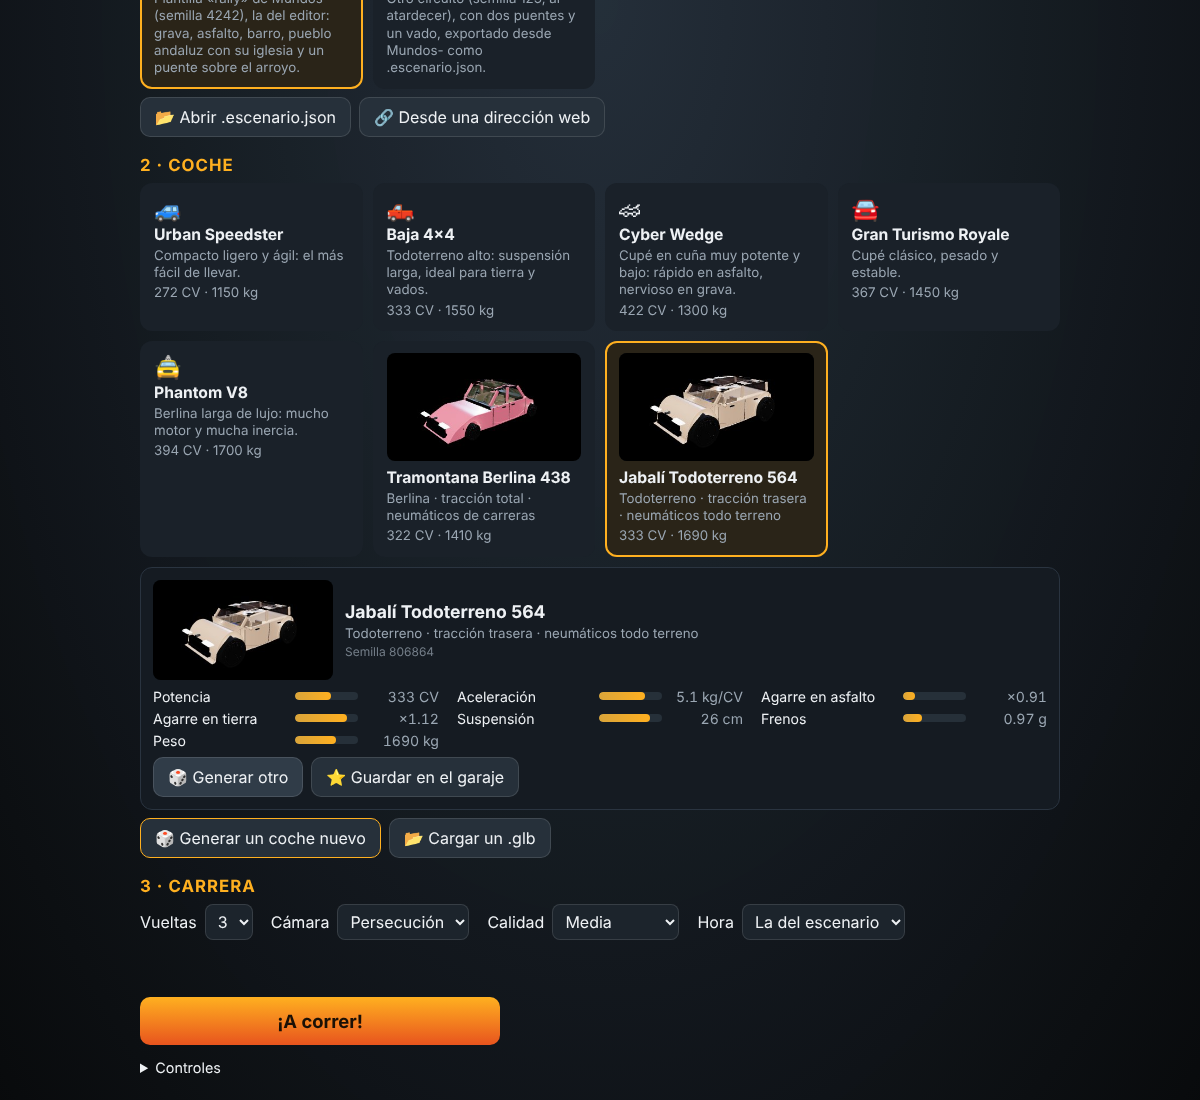 Plantilla «rally» de Mundos
(semilla 4242), la del editor:
grava, asfalto, barro, pueblo
andaluz con su iglesia y un
puente sobre el arroyo.
atardecer), con dos puentes y
un vado, exportado desde
Mundos- como
.escenario.json.
📂 Abrir .escenario.json
🔗 Desde una dirección web
2 · COCHE
Urban Speedster
Compacto ligero y ágil: el más
fácil de llevar.
272 CV · 1150 kg
Baja 4×4
Todoterreno alto: suspensión
larga, ideal para tierra y
vados.
333 CV · 1550 kg
Cyber Wedge
Cupé en cuña muy potente y
bajo: rápido en asfalto,
nervioso en grava.
422 CV · 1300 kg
Gran Turismo Royale
Cupé clásico, pesado y
estable.
367 CV · 1450 kg
Phantom V8
Berlina larga de lujo: mucho
motor y mucha inercia.
394 CV · 1700 kg
Tramontana Berlina 438
Berlina · tracción total ·
neumáticos de carreras
322 CV · 1410 kg
Jabalí Todoterreno 564
Todoterreno · tracción trasera
· neumáticos todo terreno
333 CV · 1690 kg
Jabalí Todoterreno 564
Todoterreno · tracción trasera · neumáticos todo terreno
Semilla 806864
Potencia 333 CV
Aceleración 5.1 kg/CV
Agarre en asfalto ×0.91
Agarre en tierra ×1.12
Suspensión 26 cm
Frenos 0.97 g
Peso 1690 kg
🎲 Generar otro
⭐ Guardar en el garaje
🎲 Generar un coche nuevo
📂 Cargar un .glb
3 · CARRERA
Vueltas 3
Cámara Persecución
Calidad Media
Hora La del escenario
¡A correr!
▶ Controles